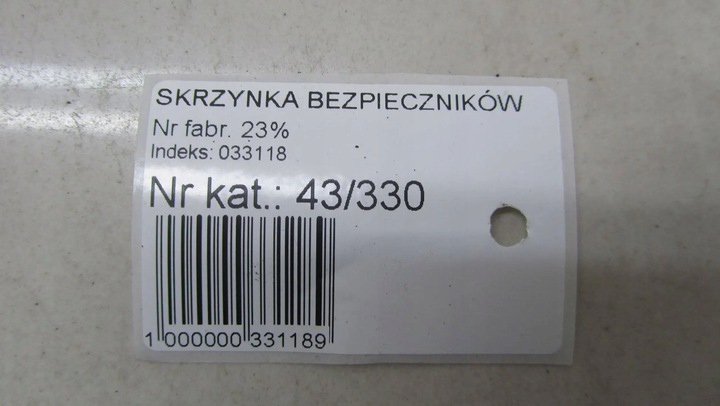 SKRZYNKA BEZPIECZNIKÓW
Nr fabr. 23%
Indeks: 033118
Nr kat.: 43/330
1 000000 331189